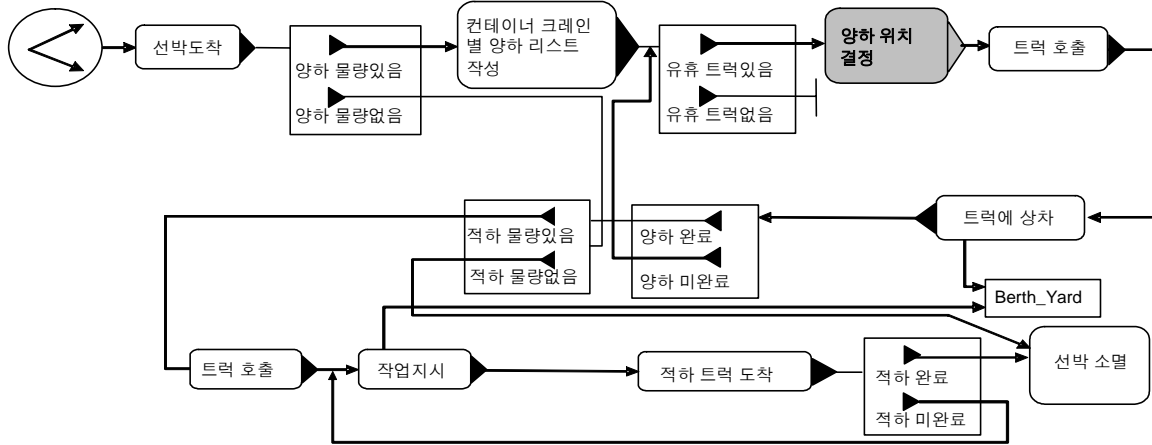 선박도착
양하 물량있음
양하 물량없음
컨테이너 크레인
별 양하 리스트
작성
유휴 트럭있음
유휴 트럭없음
양하 위치
결정
트럭 호출
적하 물량있음
적하 물량없음
양하 완료
양하 미완료
트럭에 상차
Berth_Yard
트럭 호출
작업지시
적하 트럭 도착
적하 완료
적하 미완료
선박 소멸